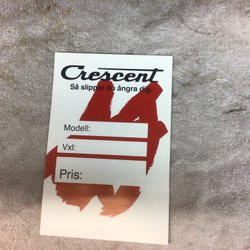 Crescent
Så slipper du ångra dig.
Modell:
Vxl:
Pris: